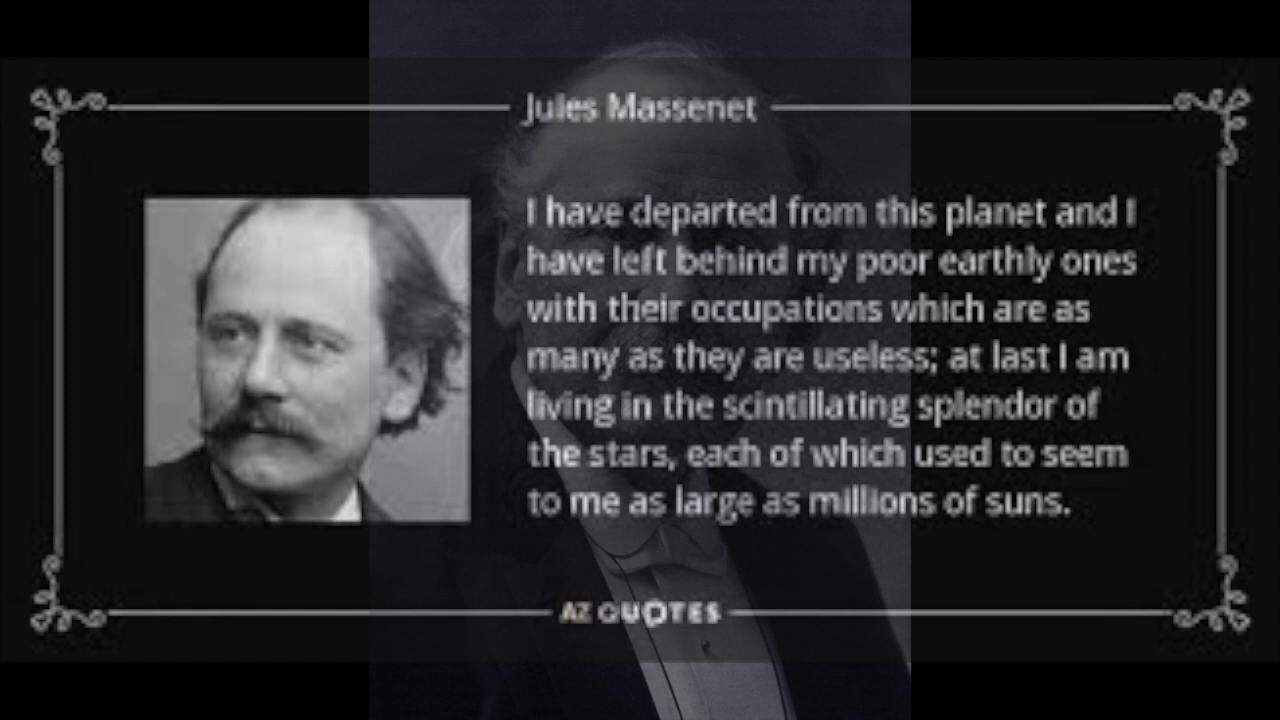 Jules Massenet
I have departed from this planet and I
have left behind my poor earthly ones
with their occupations which are as
many as they are useless; at last I am
living in the scintillating splendor of
the stars, each of which used to seem
to me as large as millions of suns.
AZ QUOTES